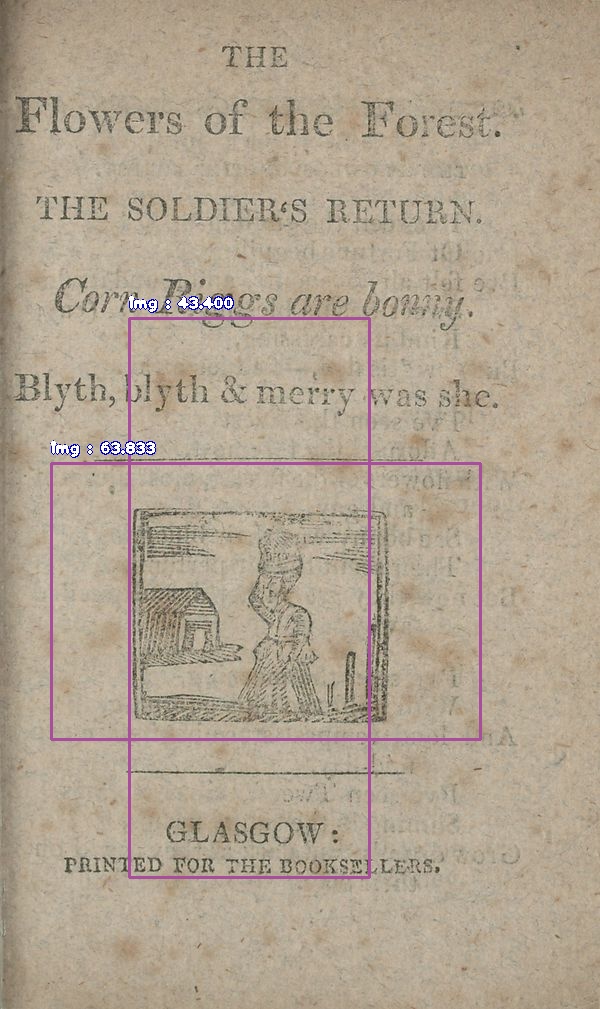 THE
Flowers of the Forest.
THE SOLDIER'S RETURN.
Corn Riggs are bonny.
img : 43.400
Blyth, blyth & merry was she.
img : 63.833
GLASGOW:
PRINTED FOR THE BOOKSELLERS.